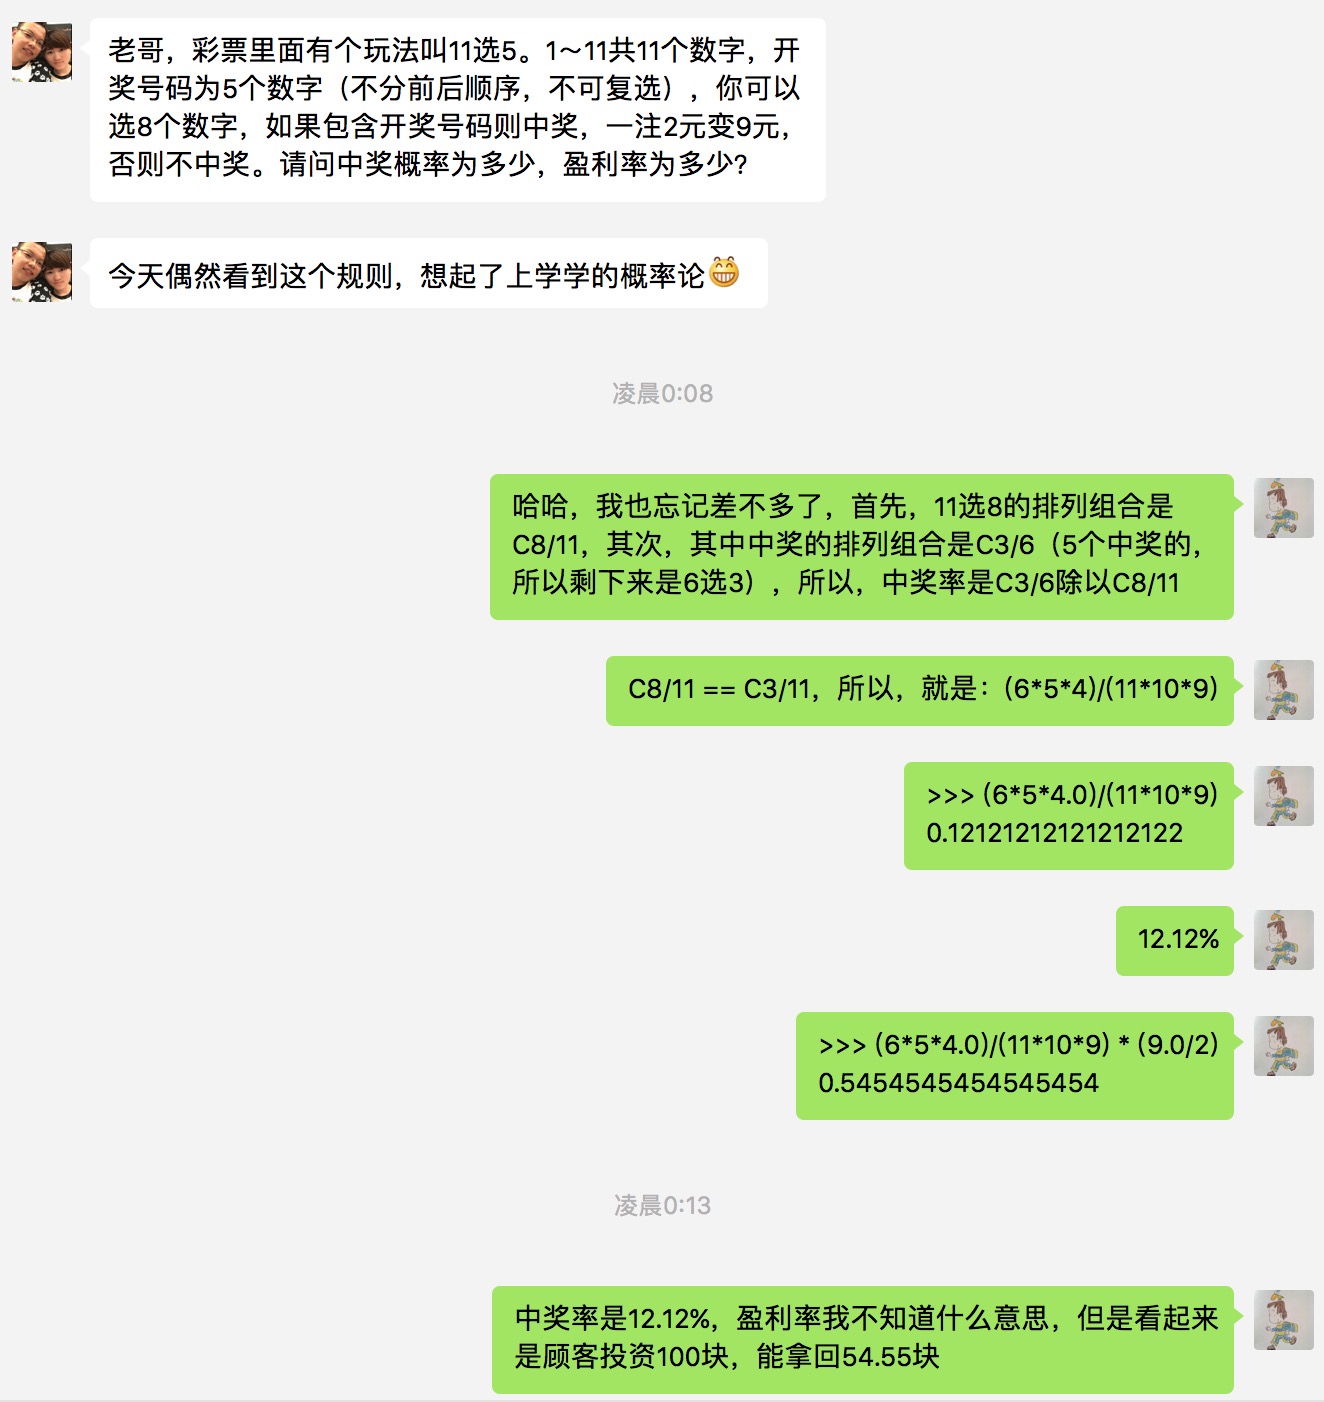 老哥，彩票里面有个玩法叫11选5。1～11共11个数字，开
奖号码为5个数字（不分前后顺序，不可复选），你可以
选8个数字，如果包含开奖号码则中奖，一注2元变9元，
否则不中奖。请问中奖概率为多少，盈利率为多少？
今天偶然看到这个规则，想起了上学学的概率论😁
凌晨0:08
哈哈，我也忘记差不多了，首先，11选8的排列组合是
C8/11，其次，其中中奖的排列组合是C3/6（5个中奖的，
所以剩下来是6选3），所以，中奖率是C3/6除以C8/11
C8/11 == C3/11，所以，就是：(6*5*4)/(11*10*9)
>>> (6*5*4.0)/(11*10*9)
0.12121212121212122
12.12%
>>> (6*5*4.0)/(11*10*9) * (9.0/2)
0.5454545454545454
凌晨0:13
中奖率是12.12%，盈利率我不知道什么意思，但是看起来
是顾客投资100块，能拿回54.55块